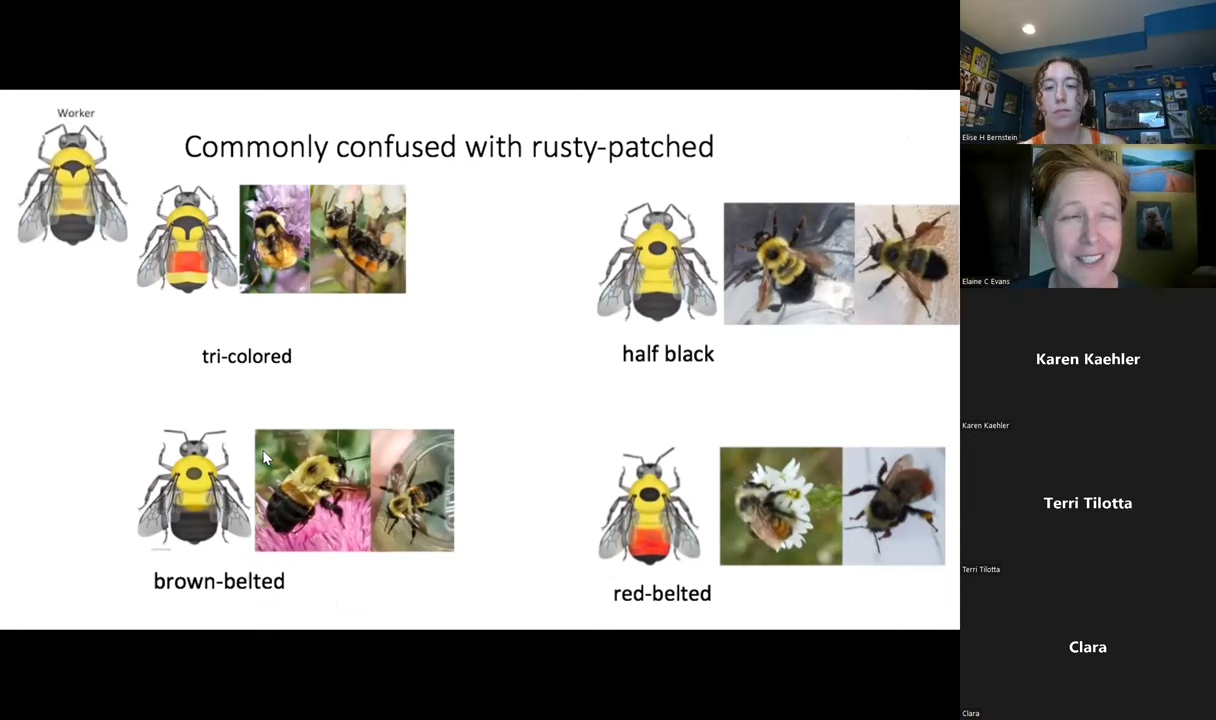 Worker
Commonly confused with rusty-patched
tri-colored
half black
brown-belted
red-belted
Elise H Bernstein
Elaine C Evans
Karen Kaehler
Karen Kaehler
Terri Tilotta
Terri Tilotta
Clara
Clara